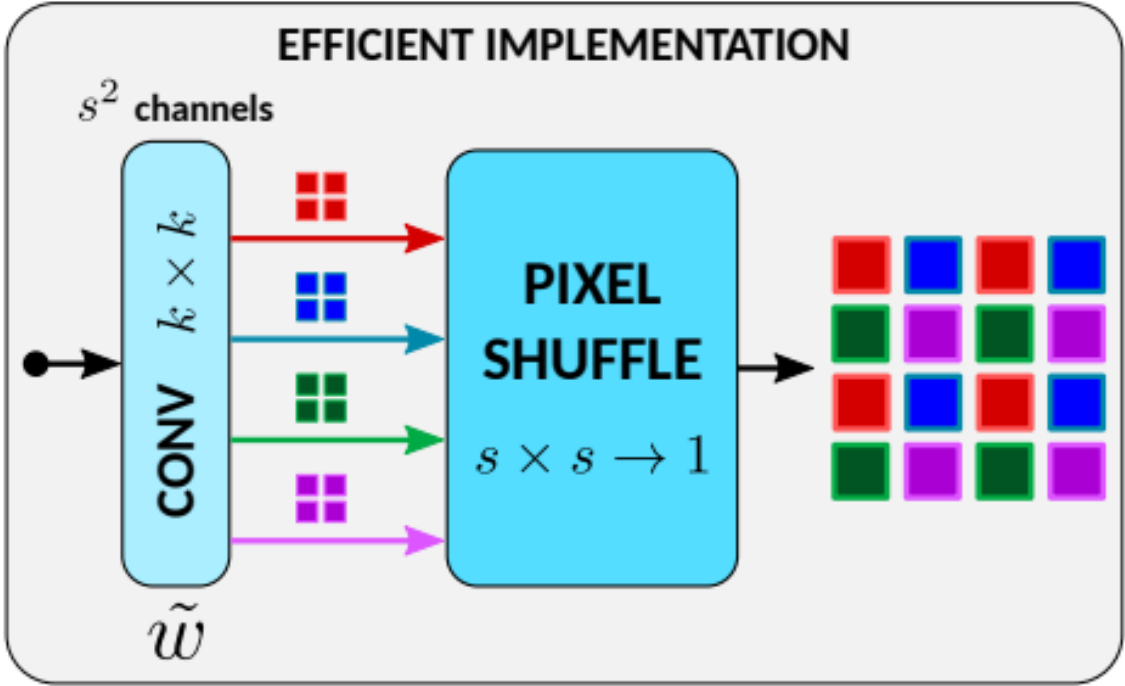 EFFICIENT IMPLEMENTATION
s² channels
CONV k × k
w̃
PIXEL
SHUFFLE
s × s → 1